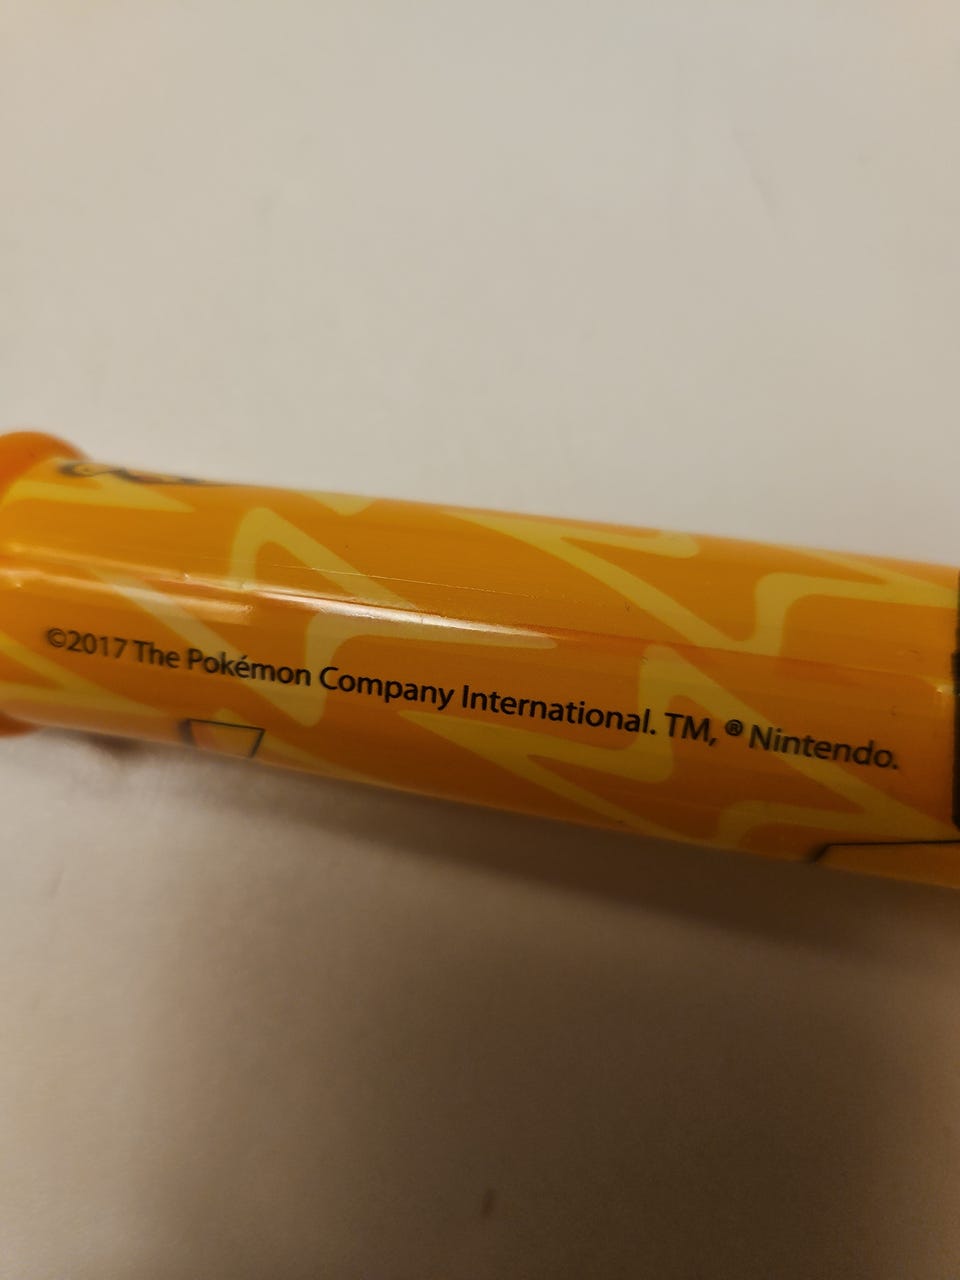 ©2017 The Pokémon Company International. TM, ® Nintendo.